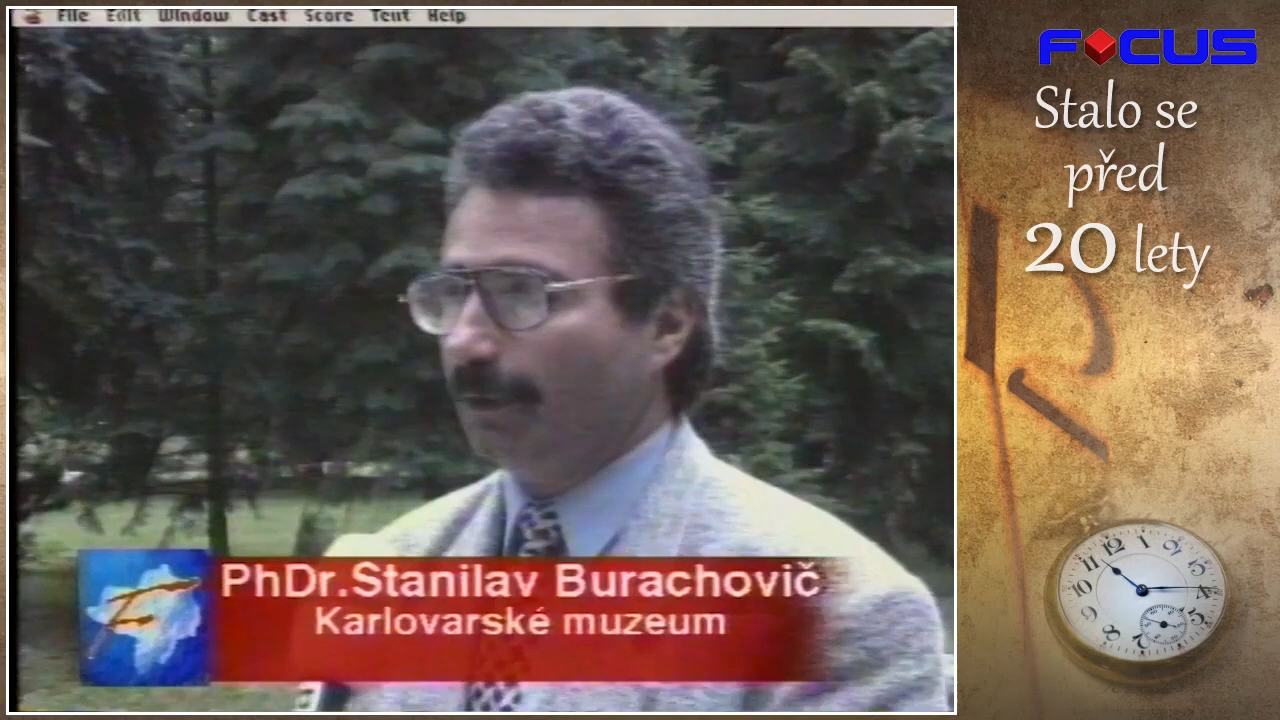 File Edit Window Cast Score Text Help
PhDr.Stanilav Burachovič
Karlovarské muzeum
FOCUS
Stalo se
před
20 lety